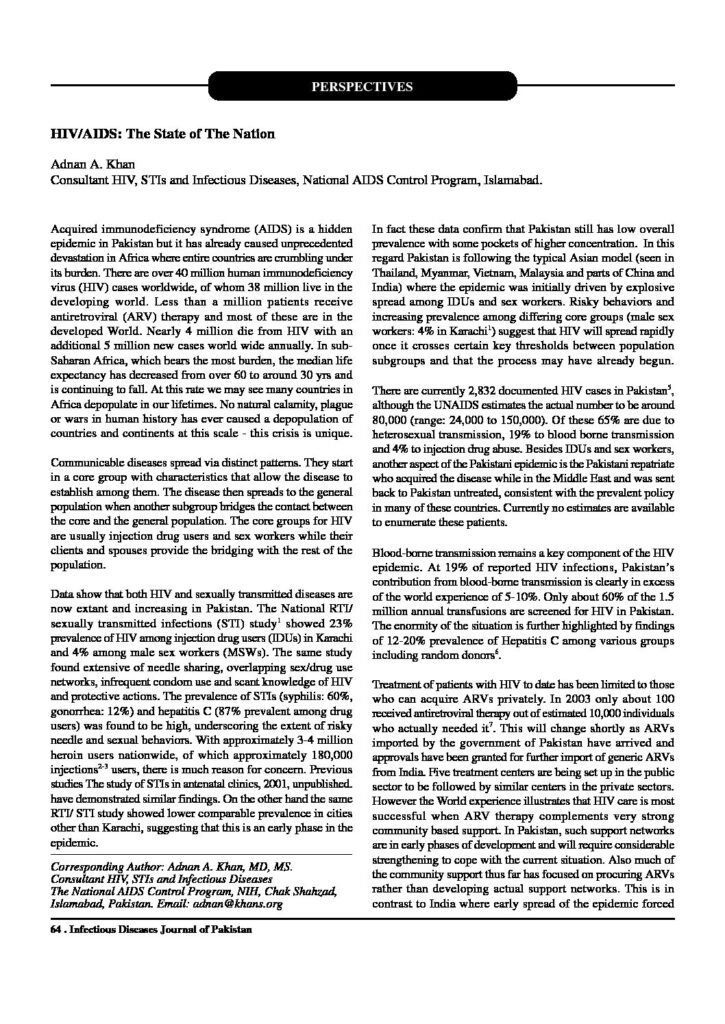 PERSPECTIVES
HIV/AIDS: The State of The Nation
Adnan A. Khan
Consultant HIV, STIs and Infectious Diseases, National AIDS Control Program, Islamabad.
Acquired immunodeficiency syndrome (AIDS) is a hidden
epidemic in Pakistan but it has already caused unprecedented
devastation in Africa where entire countries are crumbling under
its burden. There are over 40 million human immunodeficiency
virus (HIV) cases worldwide, of whom 38 million live in the
developing world. Less than a million patients receive
antiretroviral (ARV) therapy and most of these are in the
developed World. Nearly 4 million die from HIV with an
additional 5 million new cases world wide annually. In sub-
Saharan Africa, which bears the most burden, the median life
expectancy has decreased from over 60 to around 30 yrs and
is continuing to fall. At this rate we may see many countries in
Africa depopulate in our lifetimes. No natural calamity, plague
or wars in human history has ever caused a depopulation of
countries and continents at this scale - this crisis is unique.
Communicable diseases spread via distinct patterns. They start
in a core group with characteristics that allow the disease to
establish among them. The disease then spreads to the general
population when another subgroup bridges the contact between
the core and the general population. The core groups for HIV
are usually injection drug users and sex workers while their
clients and spouses provide the bridging with the rest of the
population.
Data show that both HIV and sexually transmitted diseases are
now extant and increasing in Pakistan. The National RTI/
sexually transmitted infections (STI) study¹ showed 23%
prevalence of HIV among injection drug users (IDUs) in Karachi
and 4% among male sex workers (MSWs). The same study
found extensive of needle sharing, overlapping sex/drug use
networks, infrequent condom use and scant knowledge of HIV
and protective actions. The prevalence of STIs (syphilis: 60%,
gonorrhea: 12%) and hepatitis C (87% prevalent among drug
users) was found to be high, underscoring the extent of risky
needle and sexual behaviors. With approximately 3-4 million
heroin users nationwide, of which approximately 180,000
injections²⁻³ users, there is much reason for concern. Previous
studies The study of STIs in antenatal clinics, 2001, unpublished.
have demonstrated similar findings. On the other hand the same
RTI/ STI study showed lower comparable prevalence in cities
other than Karachi, suggesting that this is an early phase in the
epidemic.
Corresponding Author: Adnan A. Khan, MD, MS.
Consultant HIV, STIs and Infectious Diseases
The National AIDS Control Program, NIH, Chak Shahzad,
Islamabad, Pakistan. Email: adnan@khans.org
In fact these data confirm that Pakistan still has low overall
prevalence with some pockets of higher concentration. In this
regard Pakistan is following the typical Asian model (seen in
Thailand, Myanmar, Vietnam, Malaysia and parts of China and
India) where the epidemic was initially driven by explosive
spread among IDUs and sex workers. Risky behaviors and
increasing prevalence among differing core groups (male sex
workers: 4% in Karachi¹) suggest that HIV will spread rapidly
once it crosses certain key thresholds between population
subgroups and that the process may have already begun.
There are currently 2,832 documented HIV cases in Pakistan⁵,
although the UNAIDS estimates the actual number to be around
80,000 (range: 24,000 to 150,000). Of these 65% are due to
heterosexual transmission, 19% to blood borne transmission
and 4% to injection drug abuse. Besides IDUs and sex workers,
another aspect of the Pakistani epidemic is the Pakistani repatriate
who acquired the disease while in the Middle East and was sent
back to Pakistan untreated, consistent with the prevalent policy
in many of these countries. Currently no estimates are available
to enumerate these patients.
Blood-borne transmission remains a key component of the HIV
epidemic. At 19% of reported HIV infections, Pakistan's
contribution from blood-borne transmission is clearly in excess
of the world experience of 5-10%. Only about 60% of the 1.5
million annual transfusions are screened for HIV in Pakistan.
The enormity of the situation is further highlighted by findings
of 12-20% prevalence of Hepatitis C among various groups
including random donors⁶.
Treatment of patients with HIV to date has been limited to those
who can acquire ARVs privately. In 2003 only about 100
received antiretroviral therapy out of estimated 10,000 individuals
who actually needed it⁷. This will change shortly as ARVs
imported by the government of Pakistan have arrived and
approvals have been granted for further import of generic ARVs
from India. Five treatment centers are being set up in the public
sector to be followed by similar centers in the private sectors.
However the World experience illustrates that HIV care is most
successful when ARV therapy complements very strong
community based support. In Pakistan, such support networks
are in early phases of development and will require considerable
strengthening to cope with the current situation. Also much of
the community support thus far has focused on procuring ARVs
rather than developing actual support networks. This is in
contrast to India where early spread of the epidemic forced
64 . Infectious Diseases Journal of Pakistan